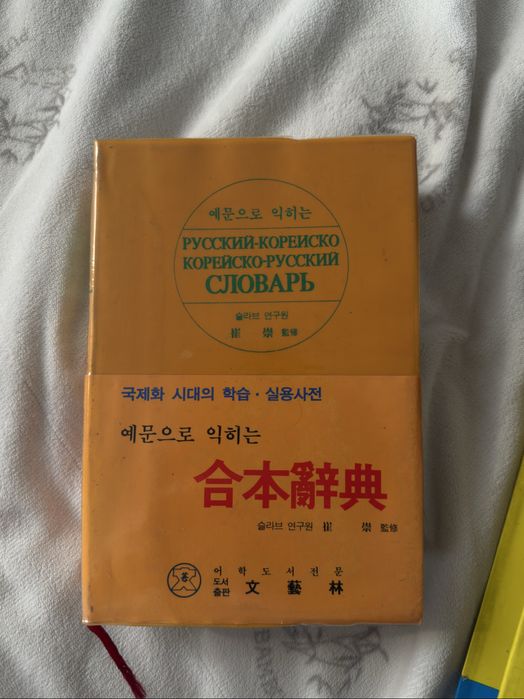 예문으로 익히는
РУССКИЙ-КОРЕИСКО
КОРЕЙСКО-РУССКИЙ
СЛОВАРЬ
슬라브 연구원
崔 崇 監修
국제화 시대의 학습·실용사전
예문으로 익히는
合本辭典
슬라브 연구원 崔 崇 監修
어학도서전문
도서
출판 文藝林